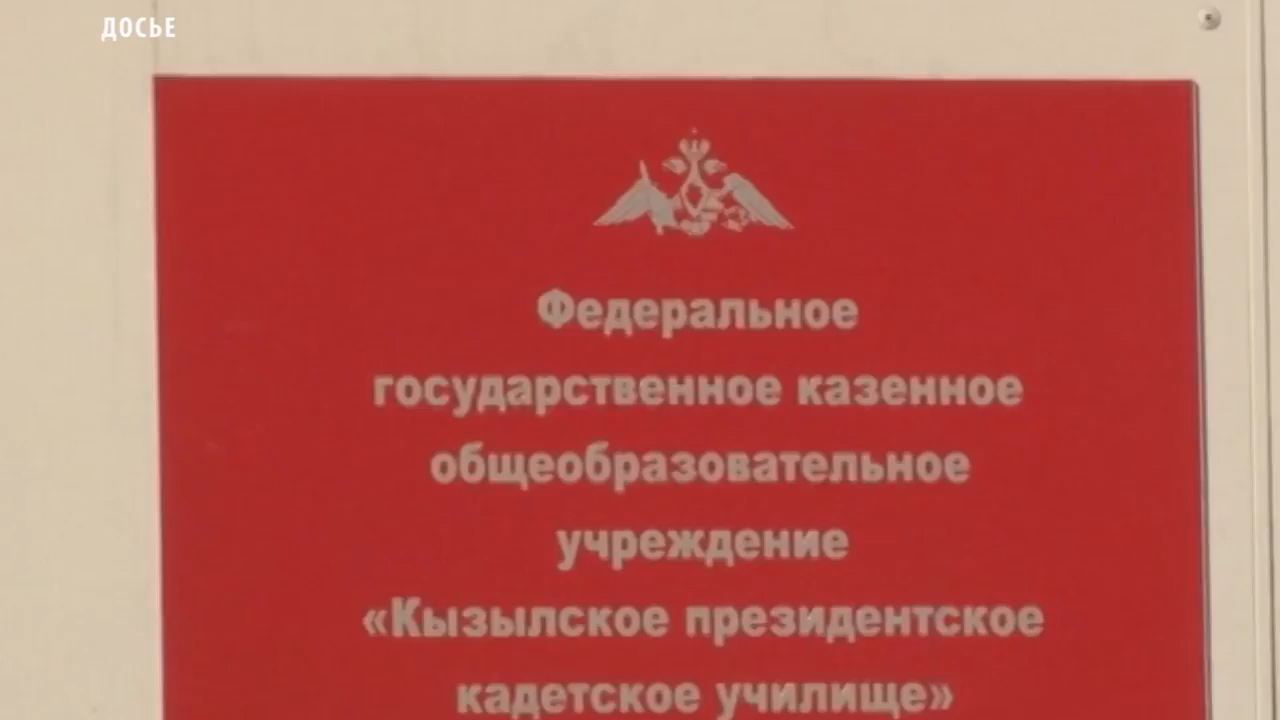 ДОСЬЕ
Федеральное
государственное казенное
общеобразовательное
учреждение
«Кызылское президентское
кадетское училище»